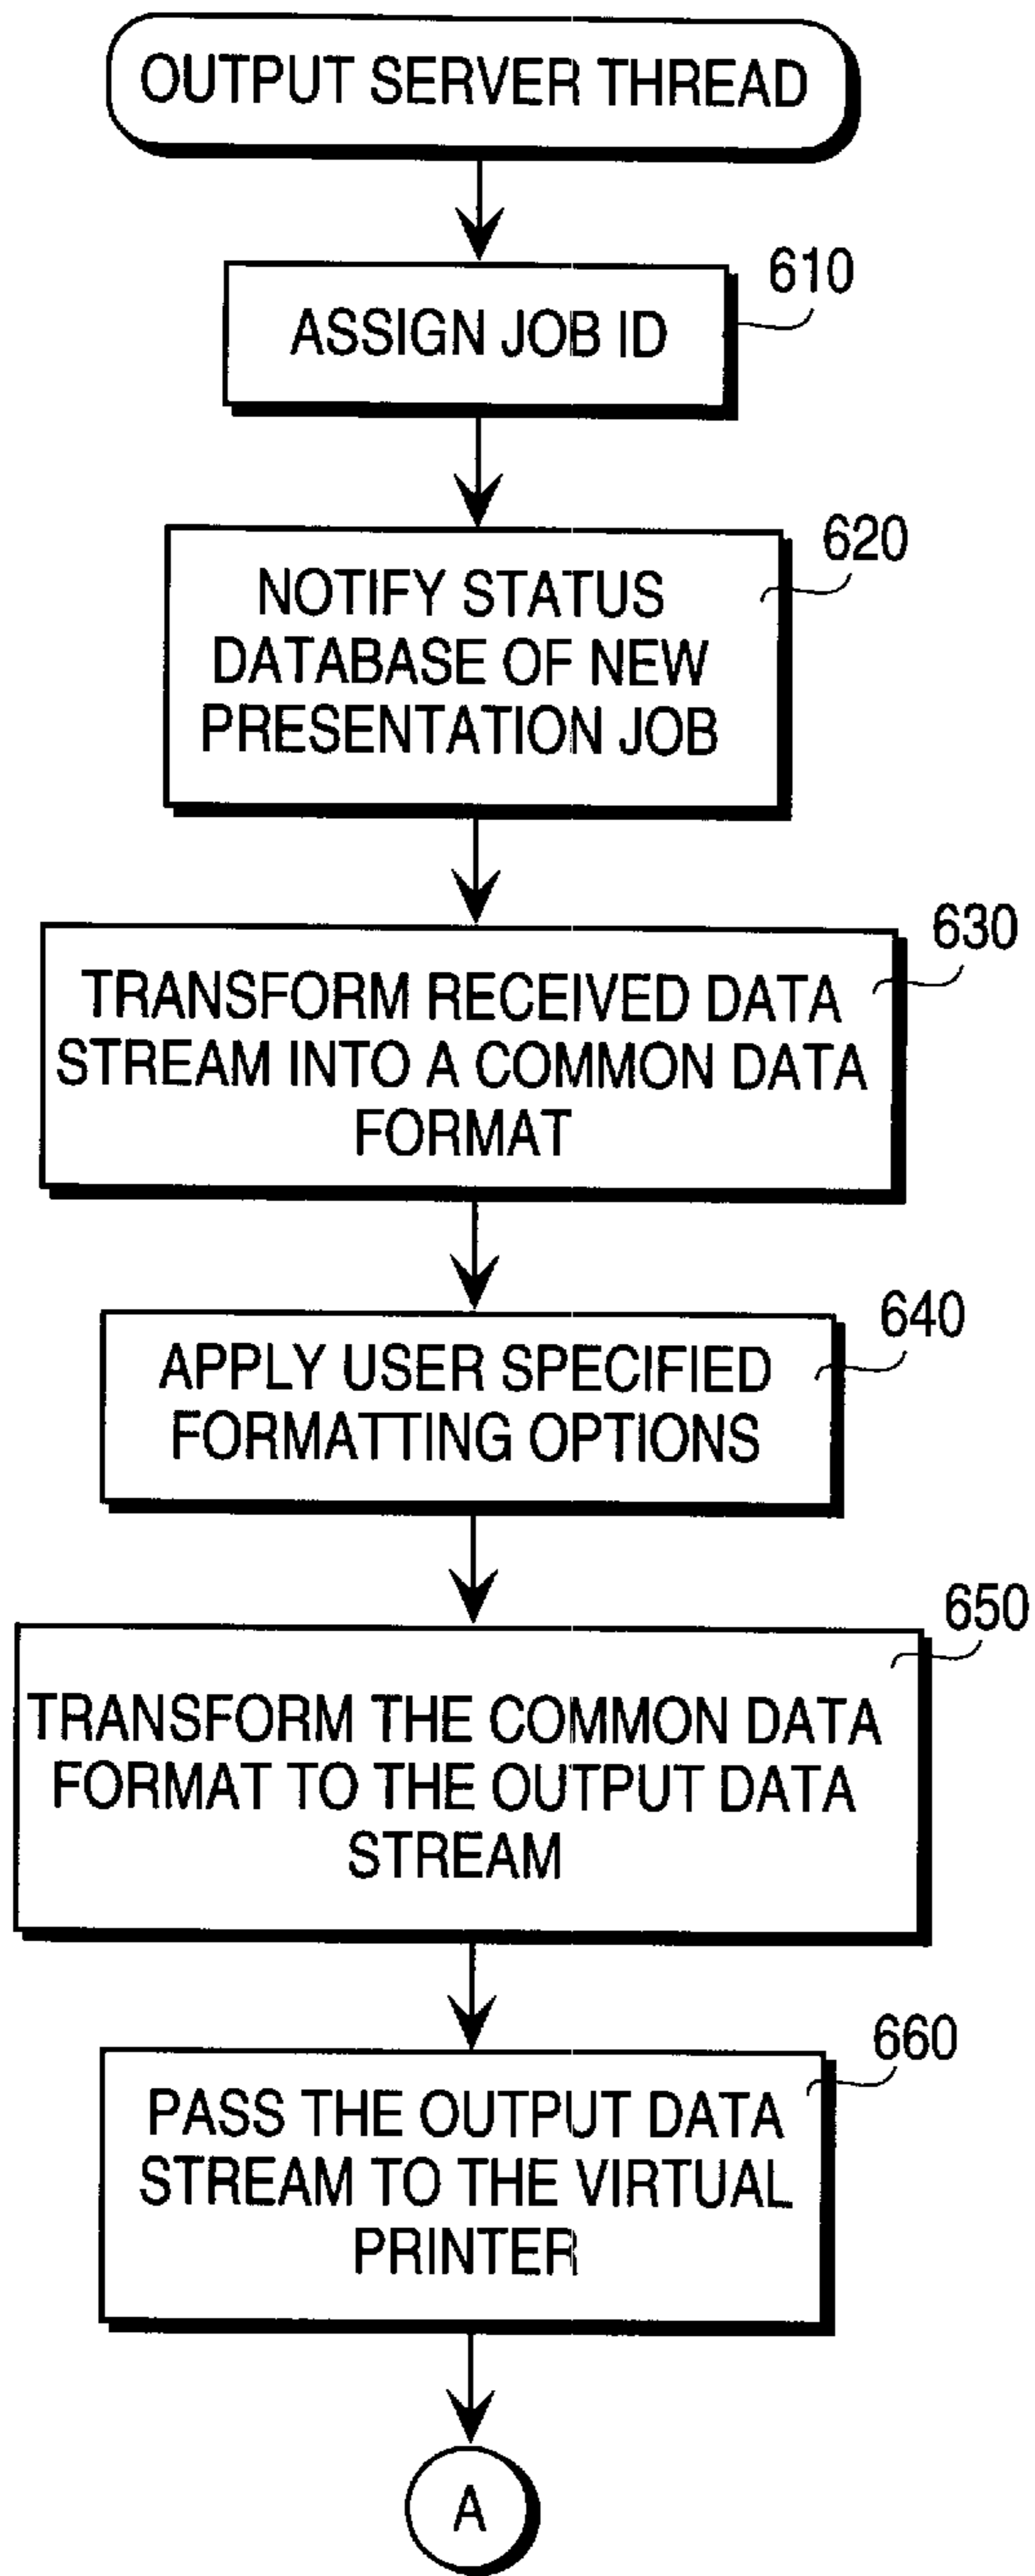 OUTPUT SERVER THREAD
610
ASSIGN JOB ID
620
NOTIFY STATUS
DATABASE OF NEW
PRESENTATION JOB
630
TRANSFORM RECEIVED DATA
STREAM INTO A COMMON DATA
FORMAT
640
APPLY USER SPECIFIED
FORMATTING OPTIONS
650
TRANSFORM THE COMMON DATA
FORMAT TO THE OUTPUT DATA
STREAM
660
PASS THE OUTPUT DATA
STREAM TO THE VIRTUAL
PRINTER
A